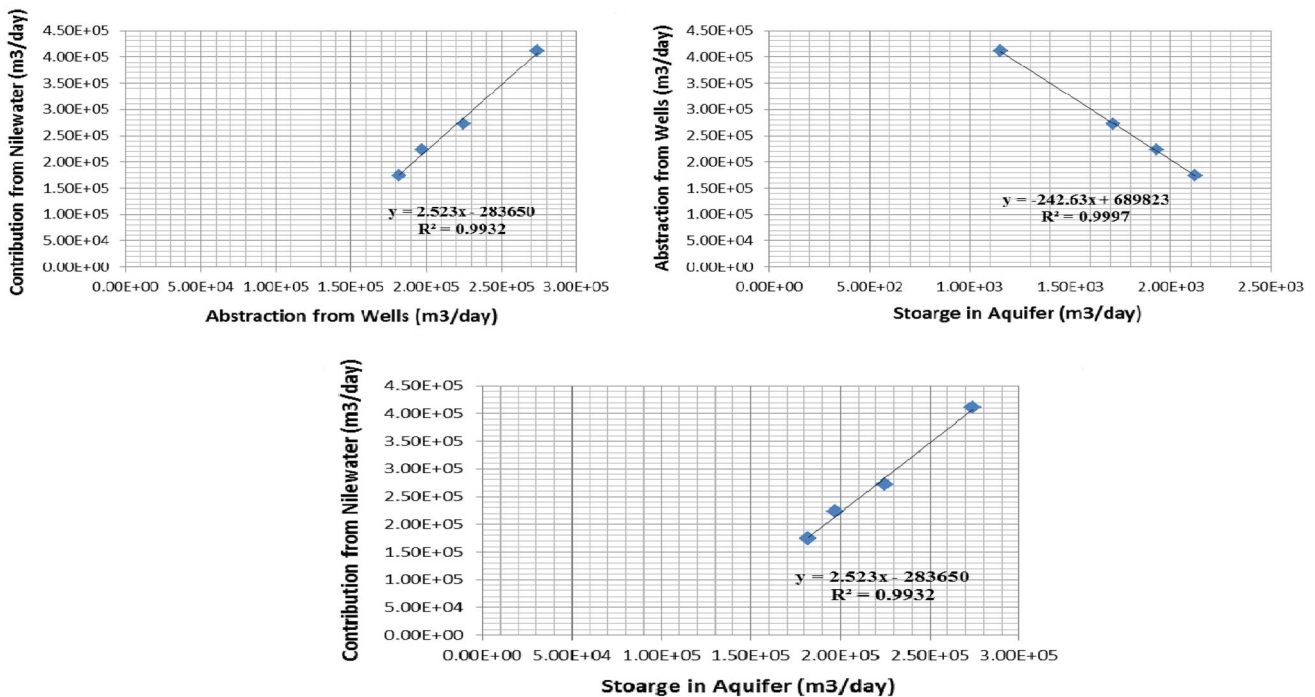 Contribution from Nilewater (m3/day)
4.50E+05
4.00E+05
3.50E+05
3.00E+05
2.50E+05
2.00E+05
1.50E+05
1.00E+05
5.00E+04
0.00E+00
y = 2.523x - 283650
R² = 0.9932
0.00E+00 5.00E+04 1.00E+05 1.50E+05 2.00E+05 2.50E+05 3.00E+05
Abstraction from Wells (m3/day)
Abstraction from Wells (m3/day)
4.50E+05
4.00E+05
3.50E+05
3.00E+05
2.50E+05
2.00E+05
1.50E+05
1.00E+05
5.00E+04
0.00E+00
y = -242.63x + 689823
R² = 0.9997
0.00E+00 5.00E+02 1.00E+03 1.50E+03 2.00E+03 2.50E+03
Stoarge in Aquifer (m3/day)
Contribution from Nilewater (m3/day)
4.50E+05
4.00E+05
3.50E+05
3.00E+05
2.50E+05
2.00E+05
1.50E+05
1.00E+05
5.00E+04
0.00E+00
y = 2.523x - 283650
R² = 0.9932
0.00E+00 5.00E+04 1.00E+05 1.50E+05 2.00E+05 2.50E+05 3.00E+05
Stoarge in Aquifer (m3/day)